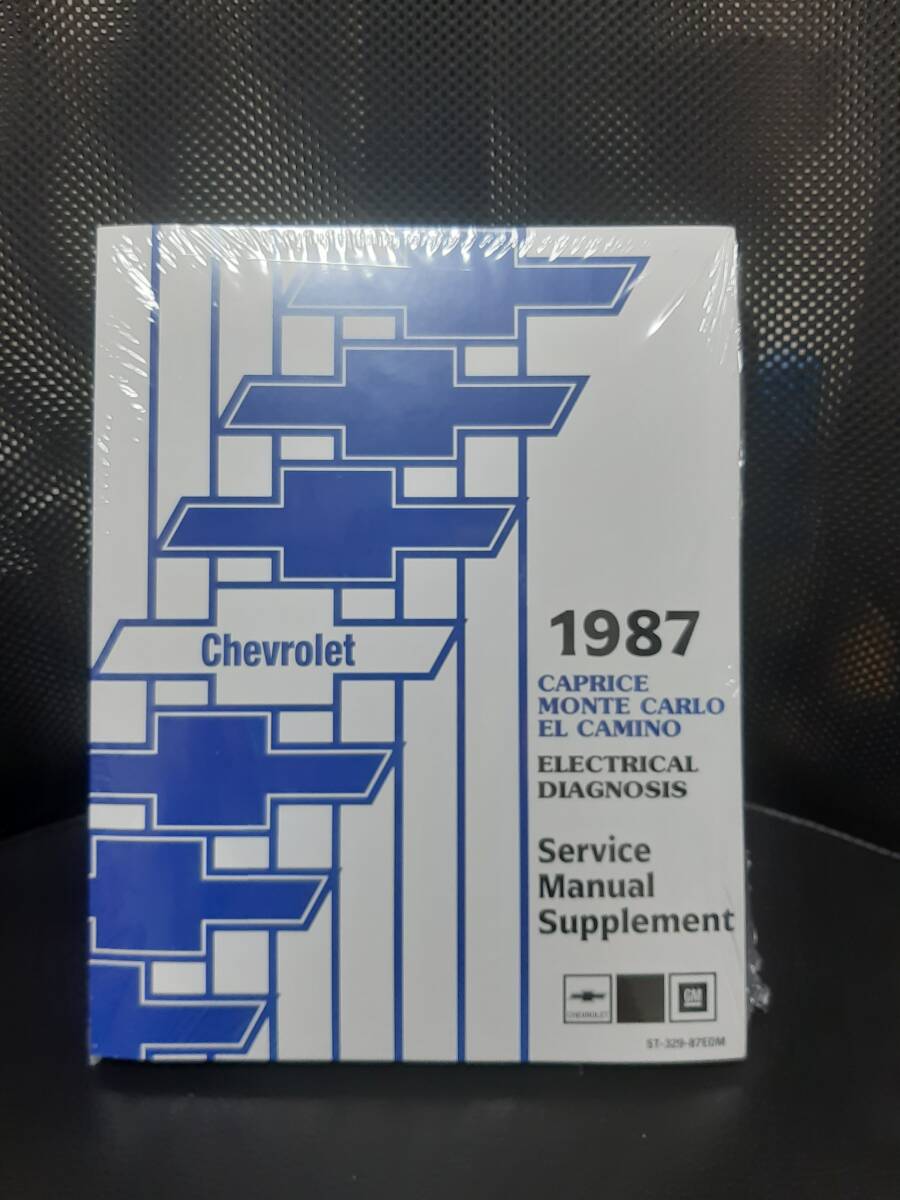 Chevrolet
1987
CAPRICE
MONTE CARLO
EL CAMINO
ELECTRICAL
DIAGNOSIS
Service
Manual
Supplement
CHEVROLET
GM
ST-329-87EDM